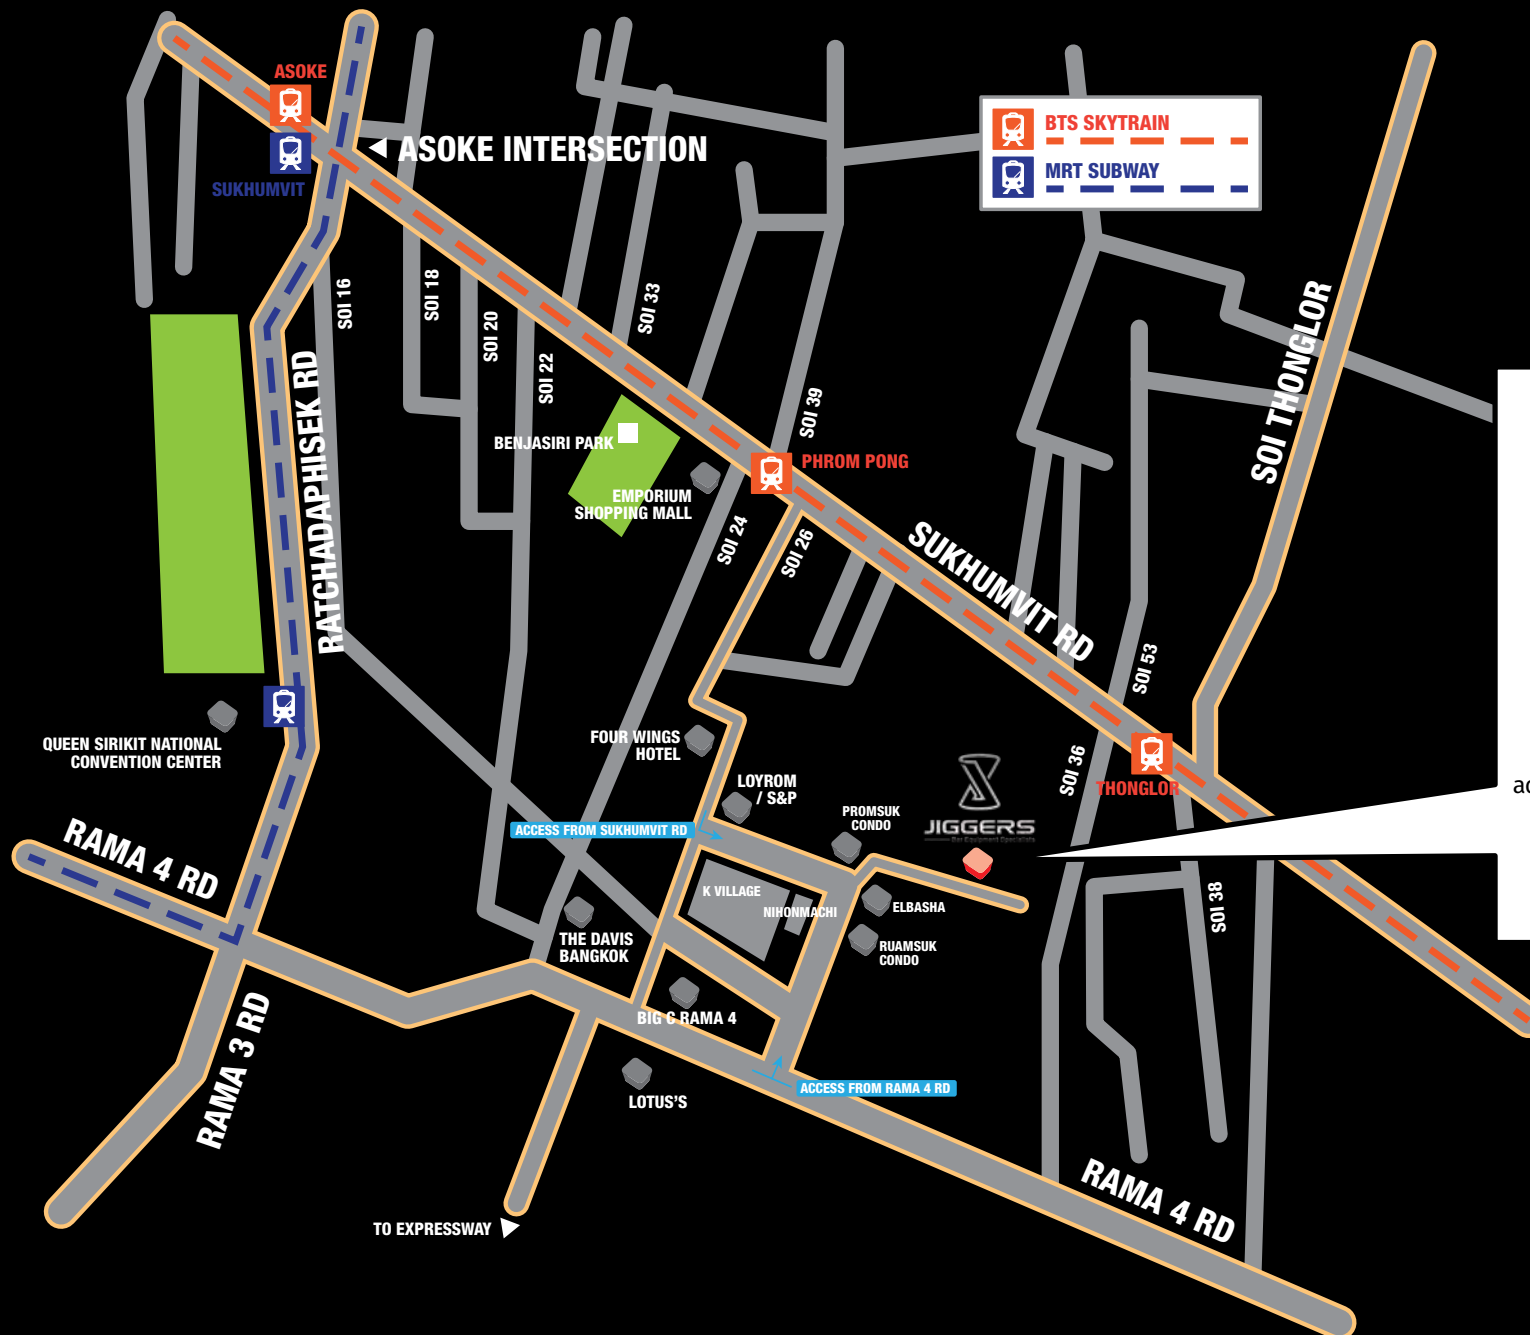 ASOKE
SUKHUMVIT
ASOKE INTERSECTION
BTS SKYTRAIN
MRT SUBWAY
SOI 16
SOI 18
SOI 20
SOI 22
SOI 33
SOI 39
SOI THONGLOR
RATCHADAPHISEK RD
BENJASIRI PARK
EMPORIUM
SHOPPING MALL
PHROM PONG
SOI 24
SOI 26
SUKHUMVIT RD
SOI 53
SOI 36
THONGLOR
QUEEN SIRIKIT NATIONAL
CONVENTION CENTER
FOUR WINGS
HOTEL
LOYROM
/ S&P
PROMSUK
CONDO
JIGGERS
Bar Equipment Specialists
ac
RAMA 4 RD
ACCESS FROM SUKHUMVIT RD
K VILLAGE
NIHONMACHI
ELBASHA
RUAMSUK
CONDO
SOI 38
THE DAVIS
BANGKOK
BIG C RAMA 4
RAMA 3 RD
LOTUS'S
ACCESS FROM RAMA 4 RD
RAMA 4 RD
TO EXPRESSWAY